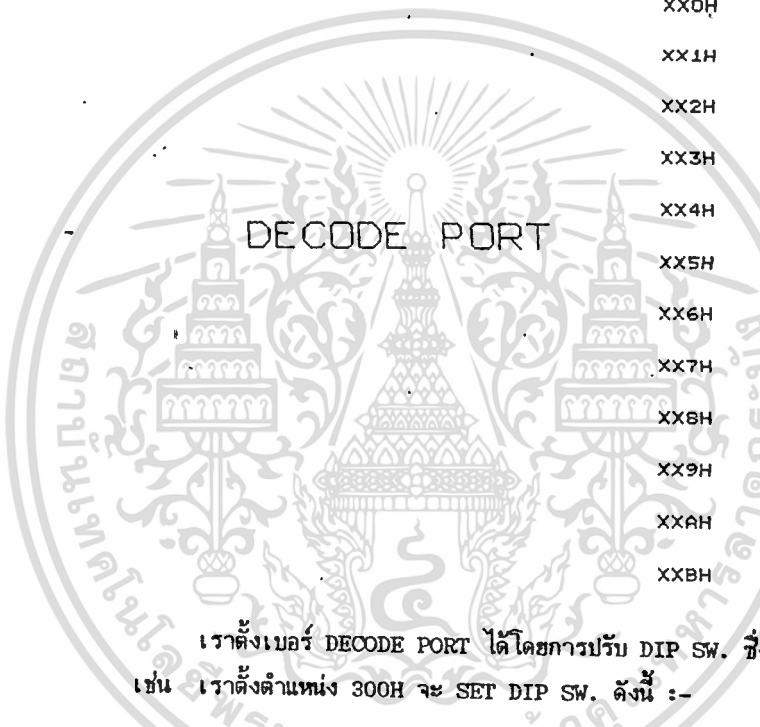 XX0H
XX1H
XX2H
XX3H
XX4H
DECODE PORT
XX5H
XX6H
XX7H
XX8H
XX9H
XXAH
XXBH
เราตั้งเบอร์ DECODE PORT ได้โดยการปรับ DIP SW.
เช่น เราตั้งตำแหน่ง 300H จะ SET DIP SW. ดังนี้ :-